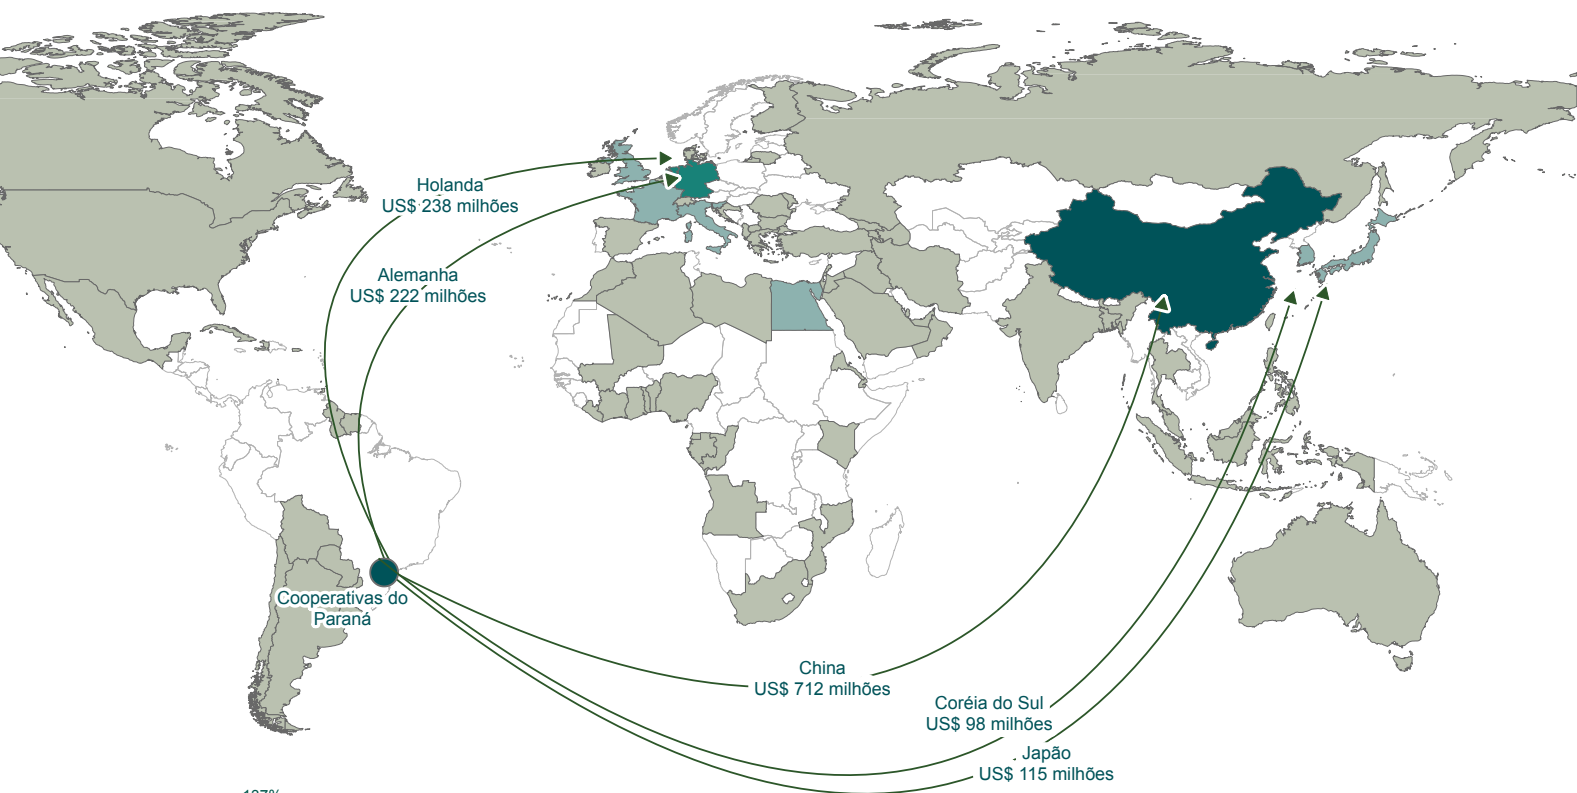 Holanda
US$ 238 milhões
Alemanha
US$ 222 milhões
Cooperativas do
Paraná
China
US$ 712 milhões
Coréia do Sul
US$ 98 milhões
Japão
US$ 115 milhões